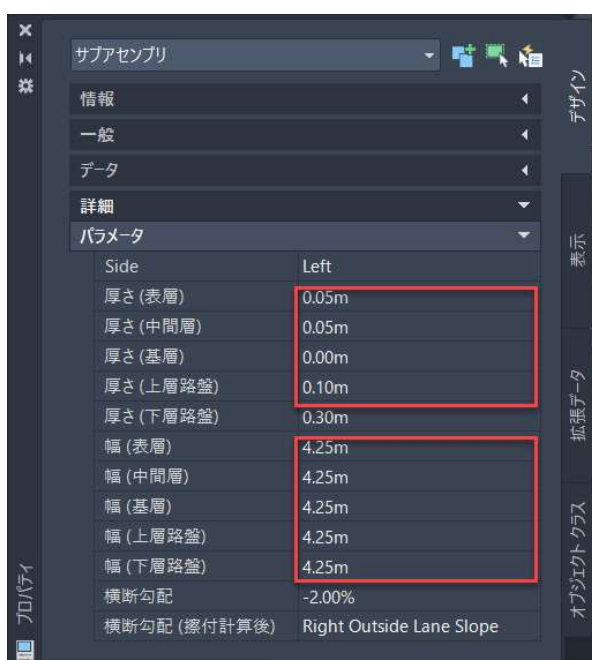 サブアセンブリ
情報
一般
データ
詳細
パラメータ
Side Left
厚さ(表層) 0.05m
厚さ(中間層) 0.05m
厚さ(基層) 0.00m
厚さ(上層路盤) 0.10m
厚さ(下層路盤) 0.30m
幅(表層) 4.25m
幅(中間層) 4.25m
幅(基層) 4.25m
幅(上層路盤) 4.25m
幅(下層路盤) 4.25m
横断勾配 -2.00%
横断勾配(擦付計算後) Right Outside Lane Slope
デザイン
表示
拡張データ
オブジェクト クラス
プロパティ